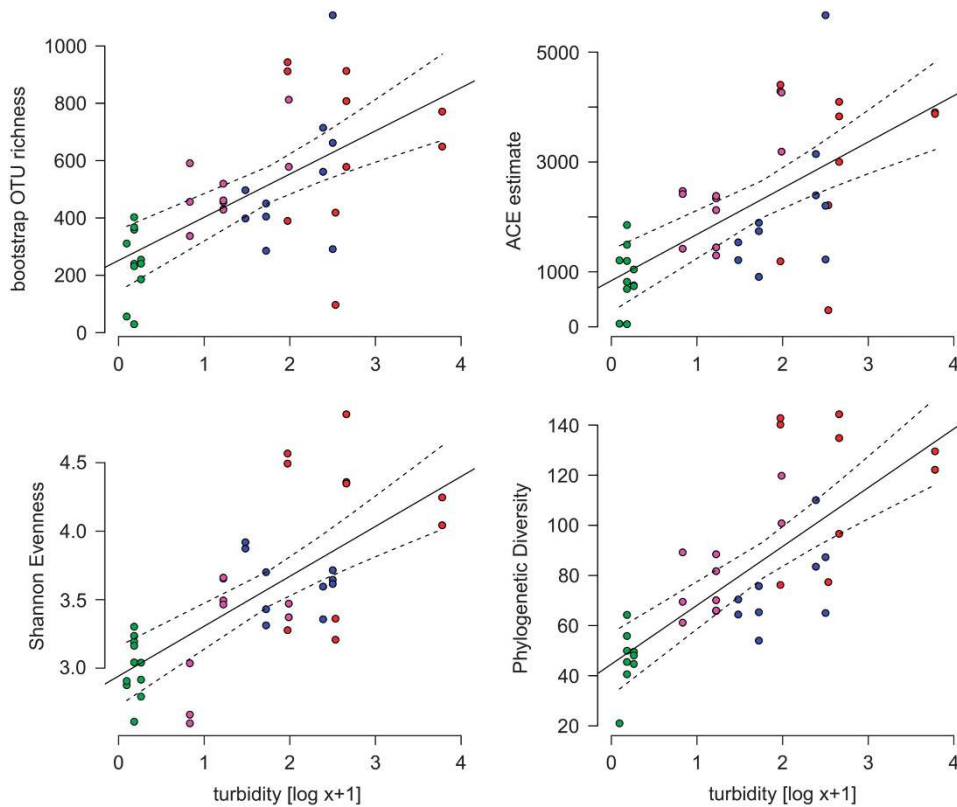 bootstrap OTU richness
1000
800
600
400
200
0
0 1 2 3 4
ACE estimate
5000
3000
1000
0
0 1 2 3 4
Shannon Evenness
4.5
4.0
3.5
3.0
0 1 2 3 4
turbidity [log x+1]
Phylogenetic Diversity
140
120
100
80
60
40
20
0 1 2 3 4
turbidity [log x+1]